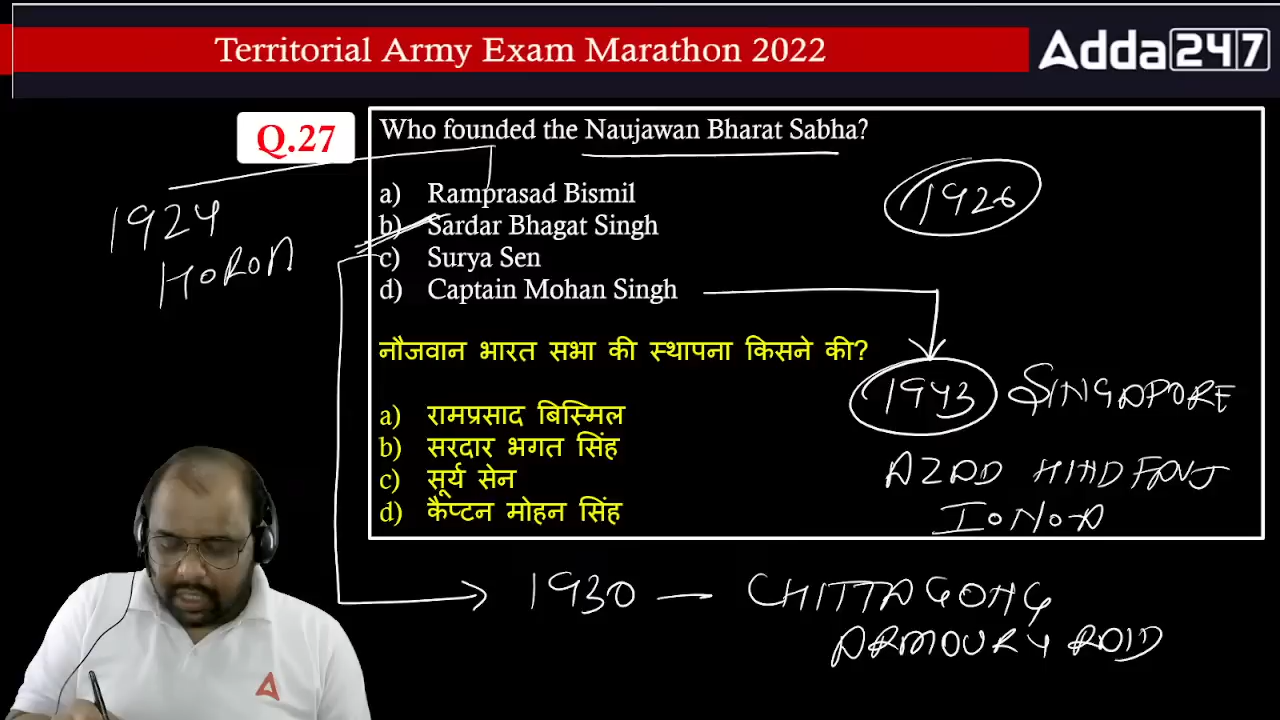 Territorial Army Exam Marathon 2022
Adda247
Q.27
Who founded the Naujawan Bharat Sabha?
a) Ramprasad Bismil
b) Sardar Bhagat Singh
c) Surya Sen
d) Captain Mohan Singh
नौजवान भारत सभा की स्थापना किसने की?
a) रामप्रसाद बिस्मिल
b) सरदार भगत सिंह
c) सूर्य सेन
d) कैप्टन मोहन सिंह
1924
H.R.A
1926
1943 SINGAPORE
AZAD HIND FAUJ
I.N.A
1930 — CHITTAGONG
ARMOURY RAID